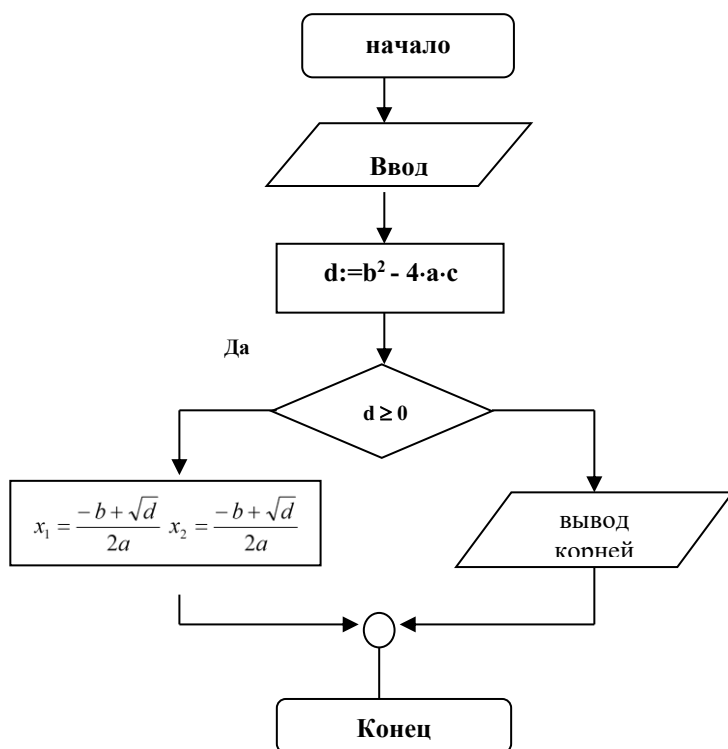 начало
Ввод
d:=b² - 4·a·c
Да
d ≥ 0
x₁ = (−b + √d)/2a x₂ = (−b + √d)/2a
вывод
корней
Конец